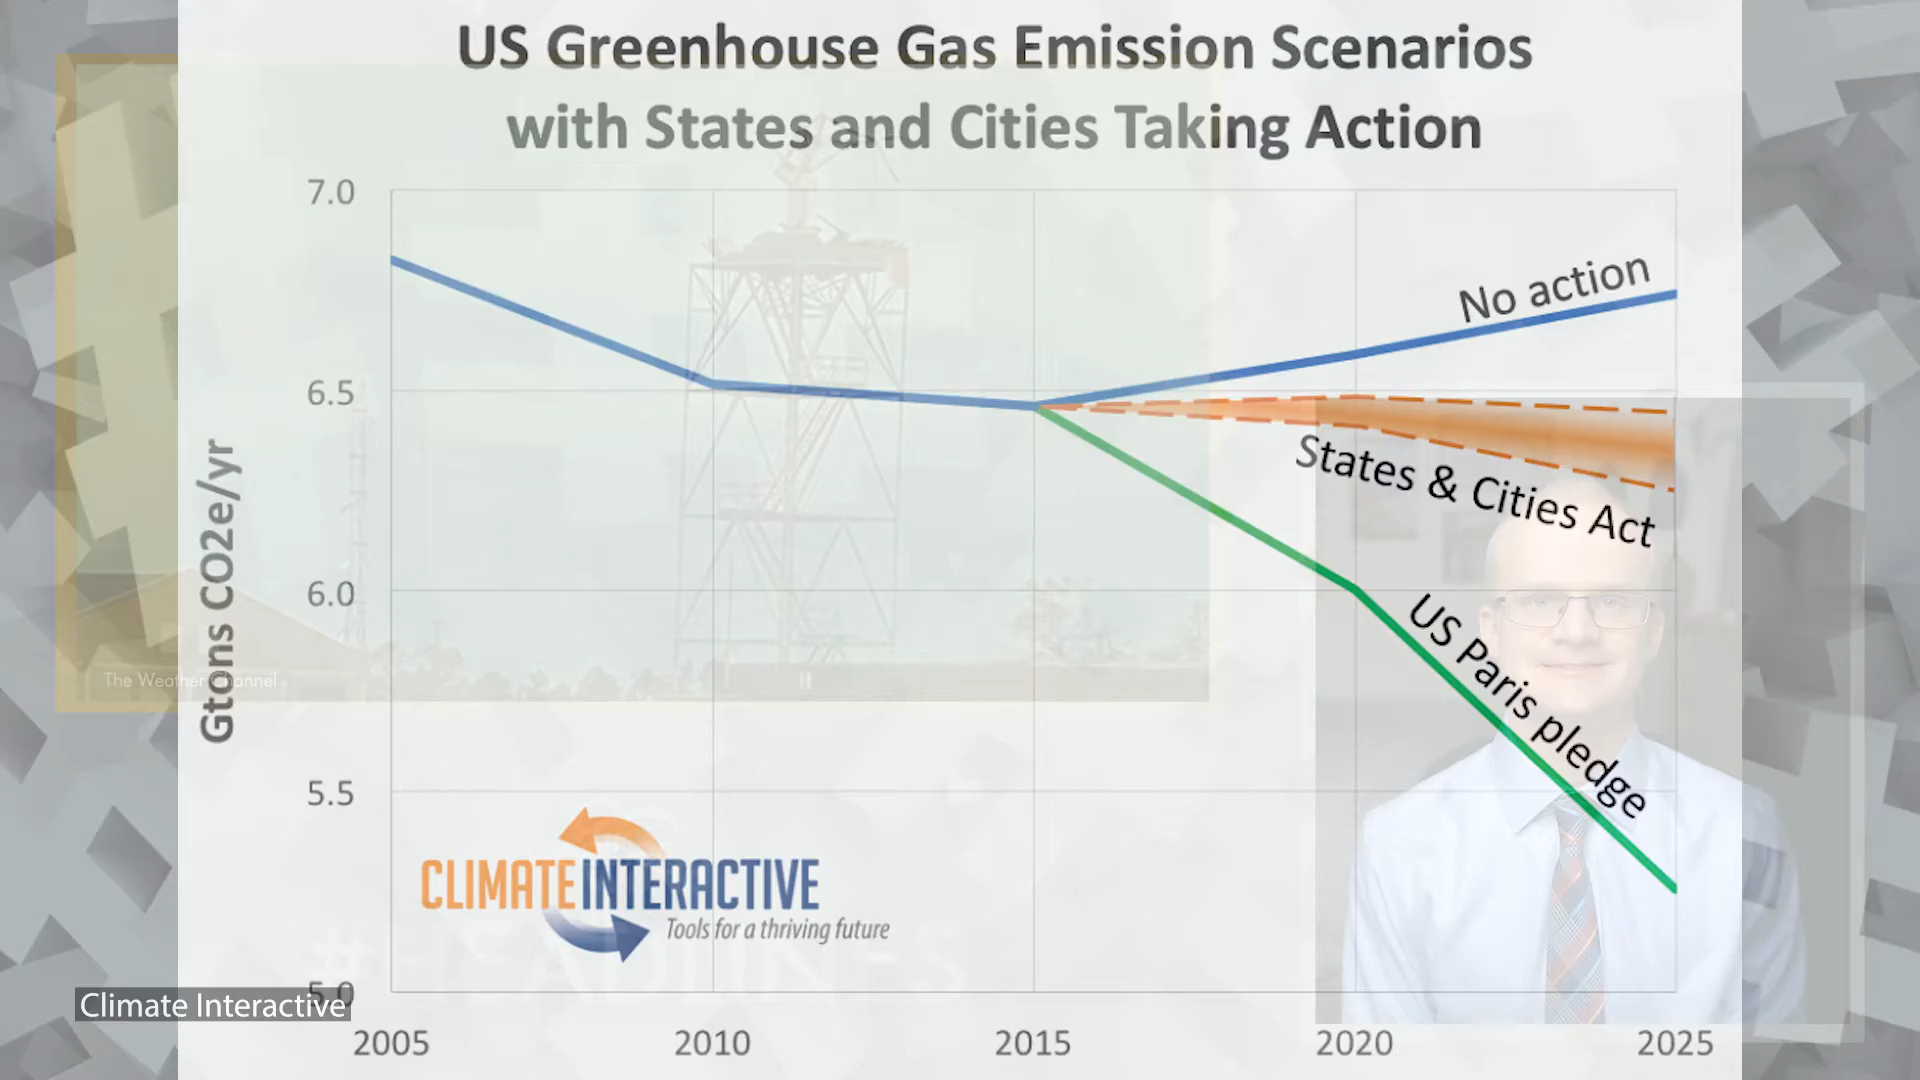 US Greenhouse Gas Emission Scenarios
with States and Cities Taking Action
7.0
6.5
6.0
5.5
5.0
Gtons CO2e/yr
2005
2010
2015
2020
2025
No action
States & Cities Act
US Paris pledge
CLIMATE INTERACTIVE
Tools for a thriving future
The Weather Channel
Climate Interactive